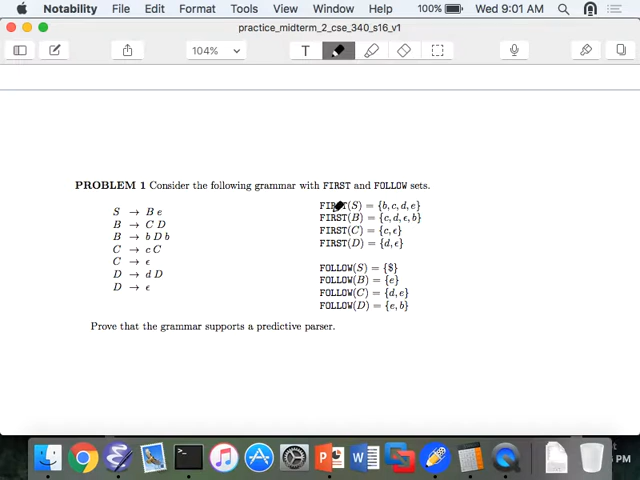 Notability File Edit Format Tools View Window Help 100% Wed 9:01 AM
practice_midterm_2_cse_340_s16_v1
104% T
PROBLEM 1 Consider the following grammar with FIRST and FOLLOW sets.
S → B e
B → C D
B → b D b
C → c C
C → ϵ
D → d D
D → ϵ
FIRST(S) = {b, c, d, e}
FIRST(B) = {c, d, ϵ, b}
FIRST(C) = {c, ϵ}
FIRST(D) = {d, ϵ}
FOLLOW(S) = {$}
FOLLOW(B) = {e}
FOLLOW(C) = {d, e}
FOLLOW(D) = {e, b}
Prove that the grammar supports a predictive parser.